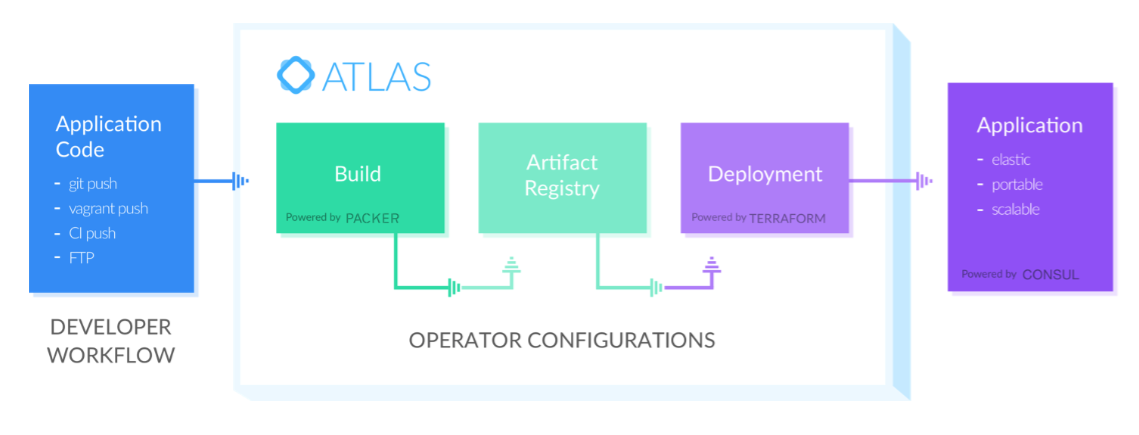 ATLAS
Application
Code
- git push
- vagrant push
- CI push
- FTP
DEVELOPER
WORKFLOW
Build
Powered by PACKER
Artifact
Registry
Deployment
Powered by TERRAFORM
OPERATOR CONFIGURATIONS
Application
- elastic
- portable
- scalable
Powered by CONSUL